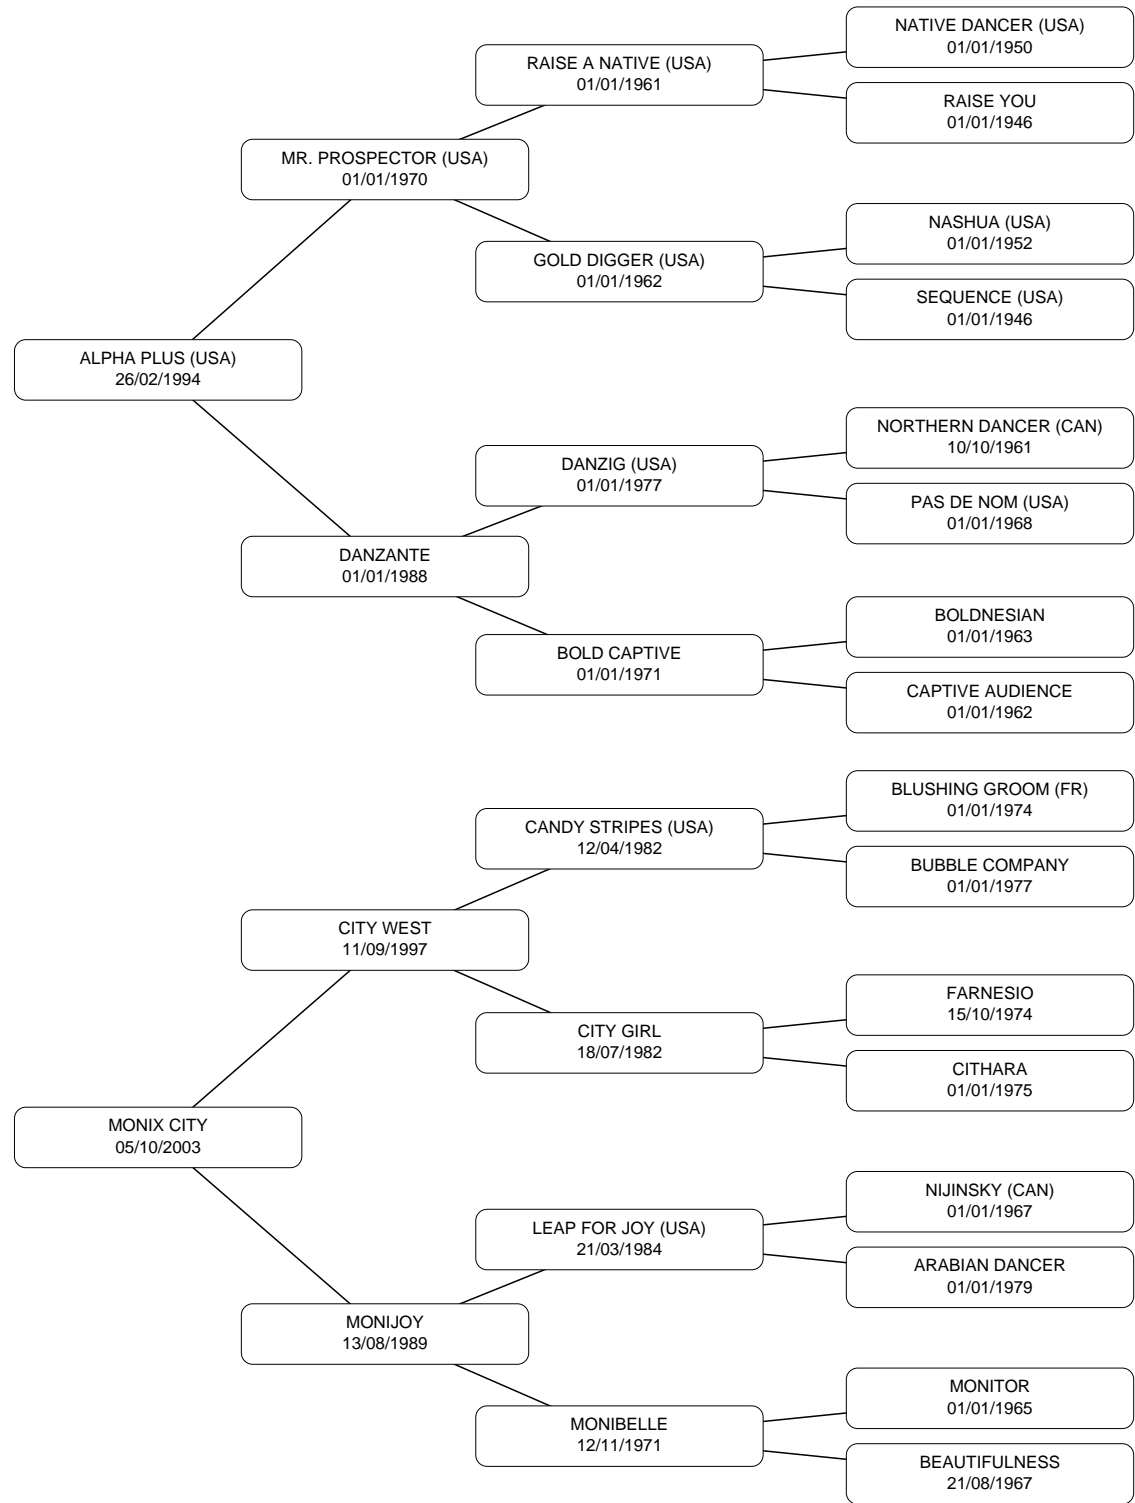 NATIVE DANCER (USA)
01/01/1950
RAISE A NATIVE (USA)
01/01/1961
RAISE YOU
01/01/1946
MR. PROSPECTOR (USA)
01/01/1970
NASHUA (USA)
01/01/1952
GOLD DIGGER (USA)
01/01/1962
SEQUENCE (USA)
01/01/1946
ALPHA PLUS (USA)
26/02/1994
NORTHERN DANCER (CAN)
10/10/1961
DANZIG (USA)
01/01/1977
PAS DE NOM (USA)
01/01/1968
DANZANTE
01/01/1988
BOLDNESIAN
01/01/1963
BOLD CAPTIVE
01/01/1971
CAPTIVE AUDIENCE
01/01/1962
BLUSHING GROOM (FR)
01/01/1974
CANDY STRIPES (USA)
12/04/1982
BUBBLE COMPANY
01/01/1977
CITY WEST
11/09/1997
FARNESIO
15/10/1974
CITY GIRL
18/07/1982
CITHARA
01/01/1975
MONIX CITY
05/10/2003
NIJINSKY (CAN)
01/01/1967
LEAP FOR JOY (USA)
21/03/1984
ARABIAN DANCER
01/01/1979
MONIJOY
13/08/1989
MONITOR
01/01/1965
MONIBELLE
12/11/1971
BEAUTIFULNESS
21/08/1967